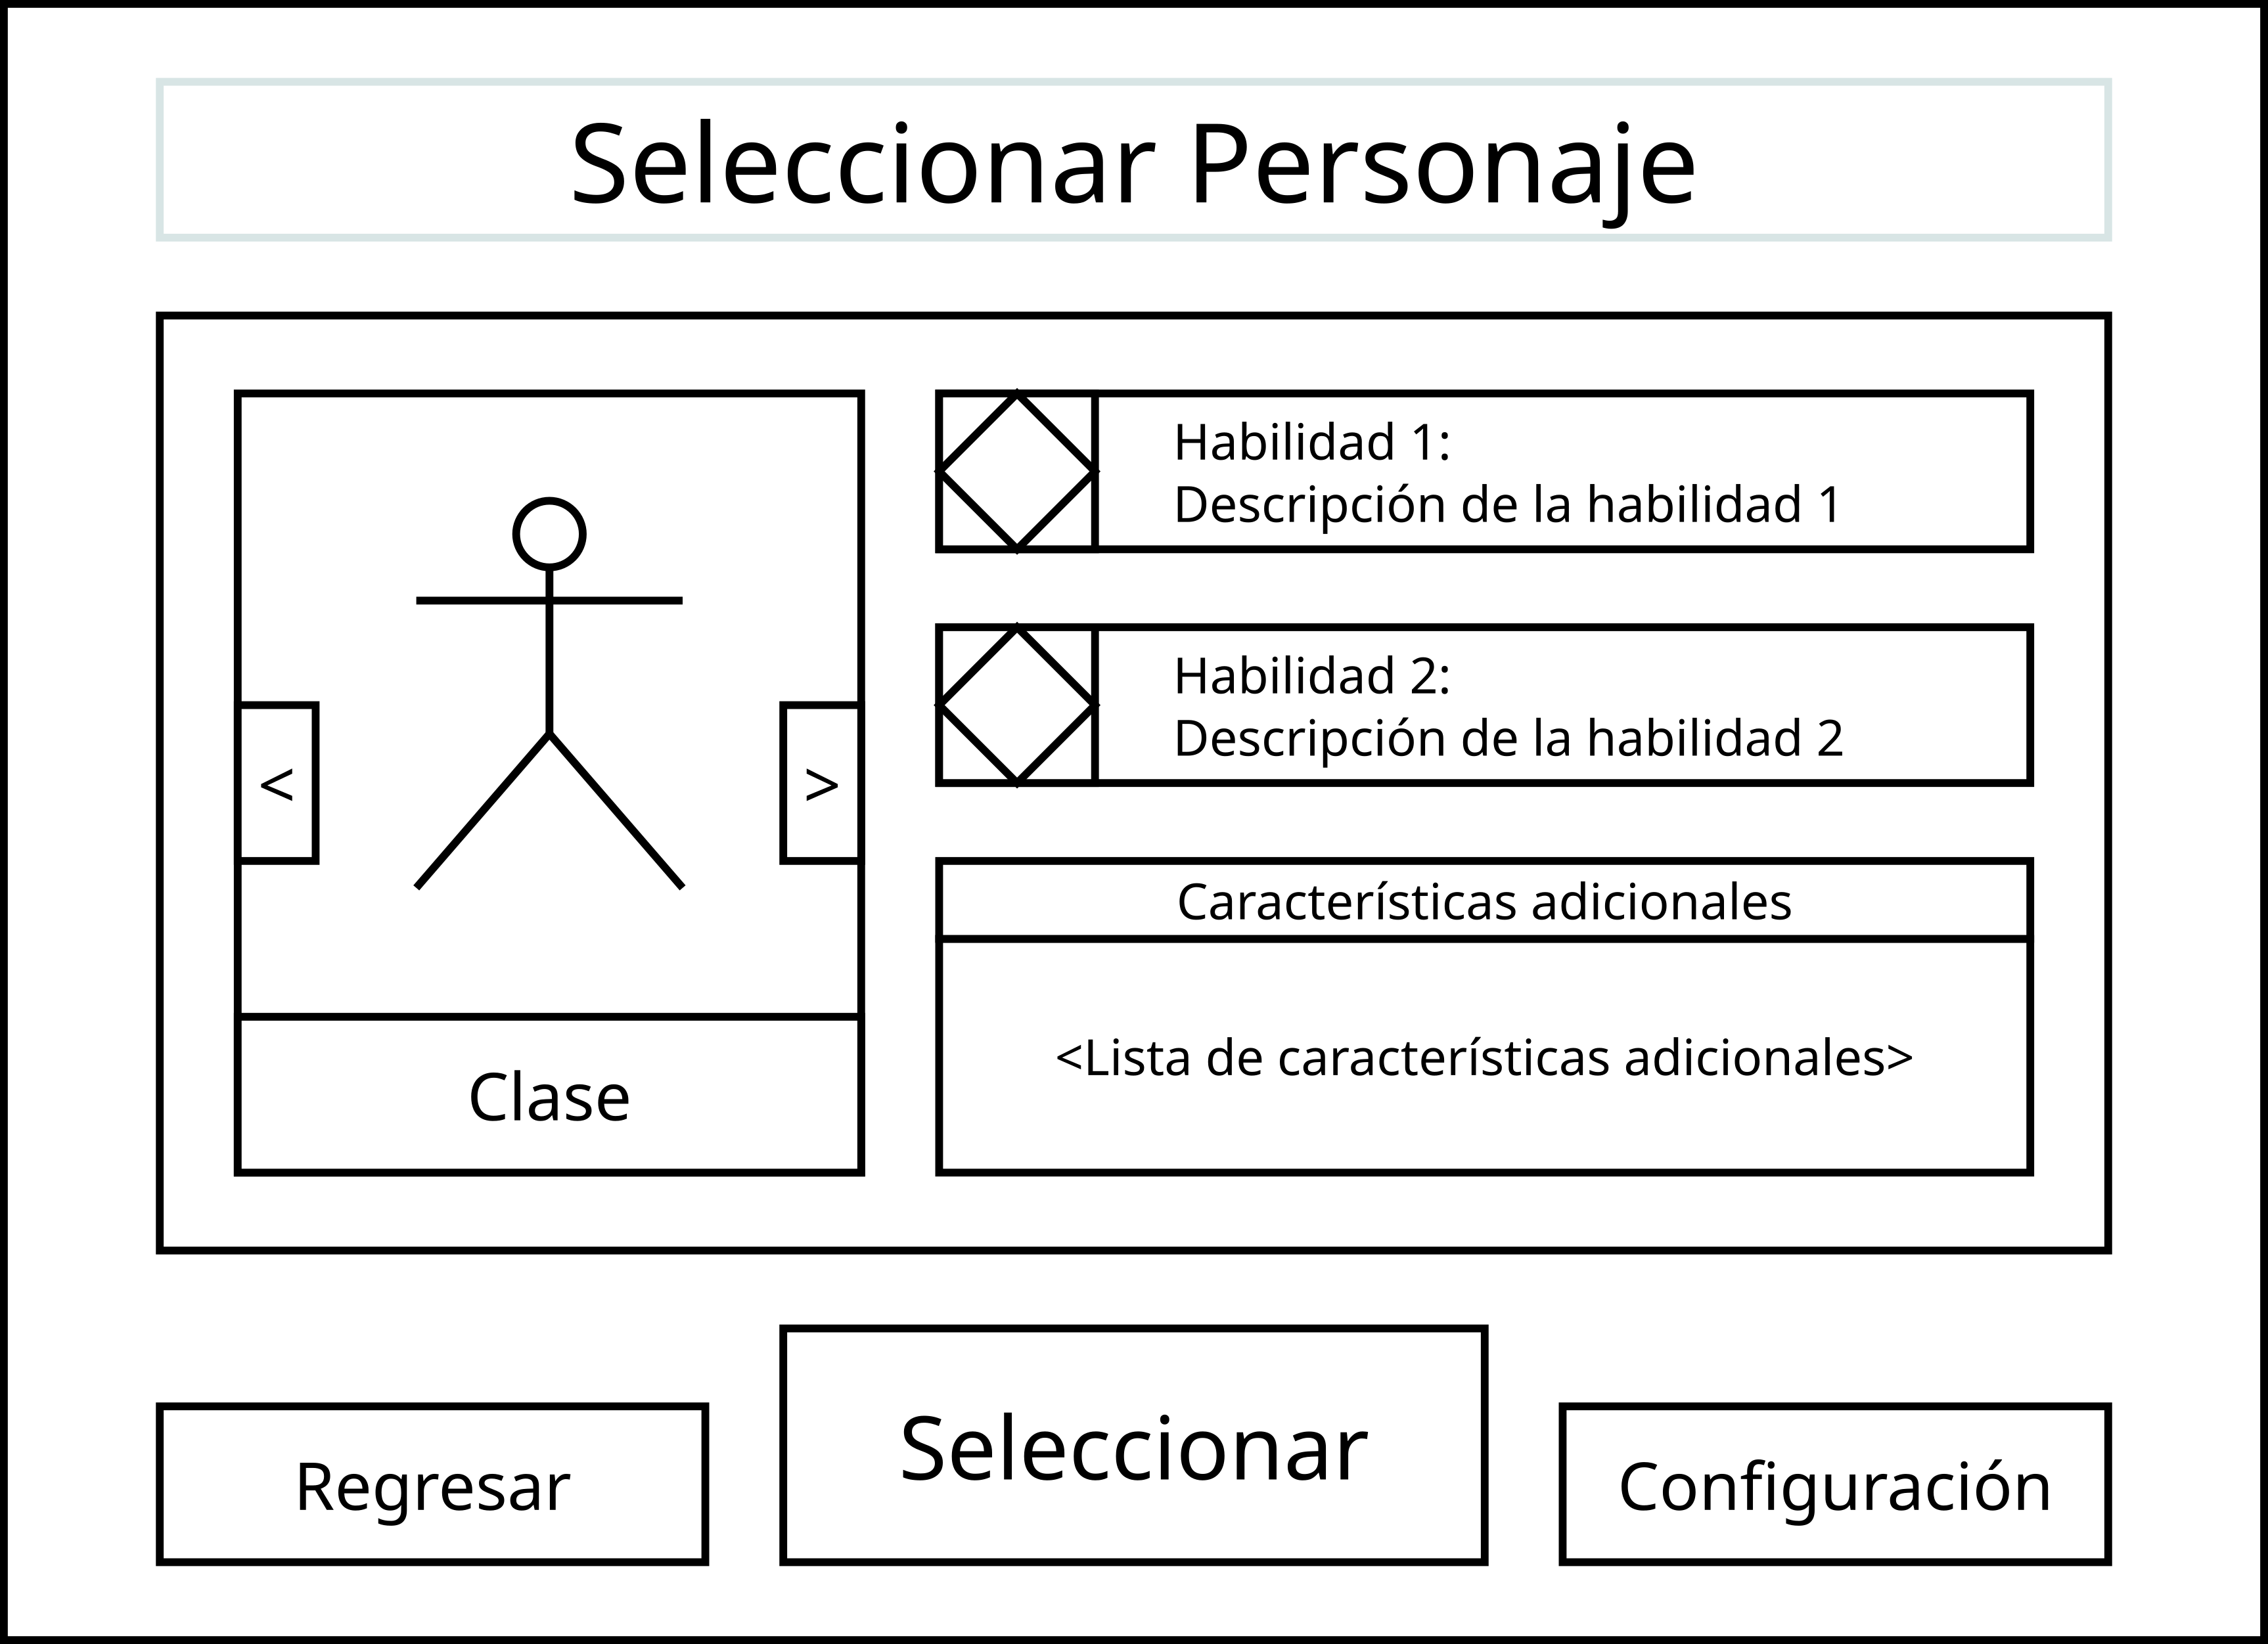 Seleccionar Personaje
Habilidad 1:
Descripción de la habilidad 1
Habilidad 2:
Descripción de la habilidad 2
<
>
Características adicionales
<Lista de características adicionales>
Clase
Regresar
Seleccionar
Configuración